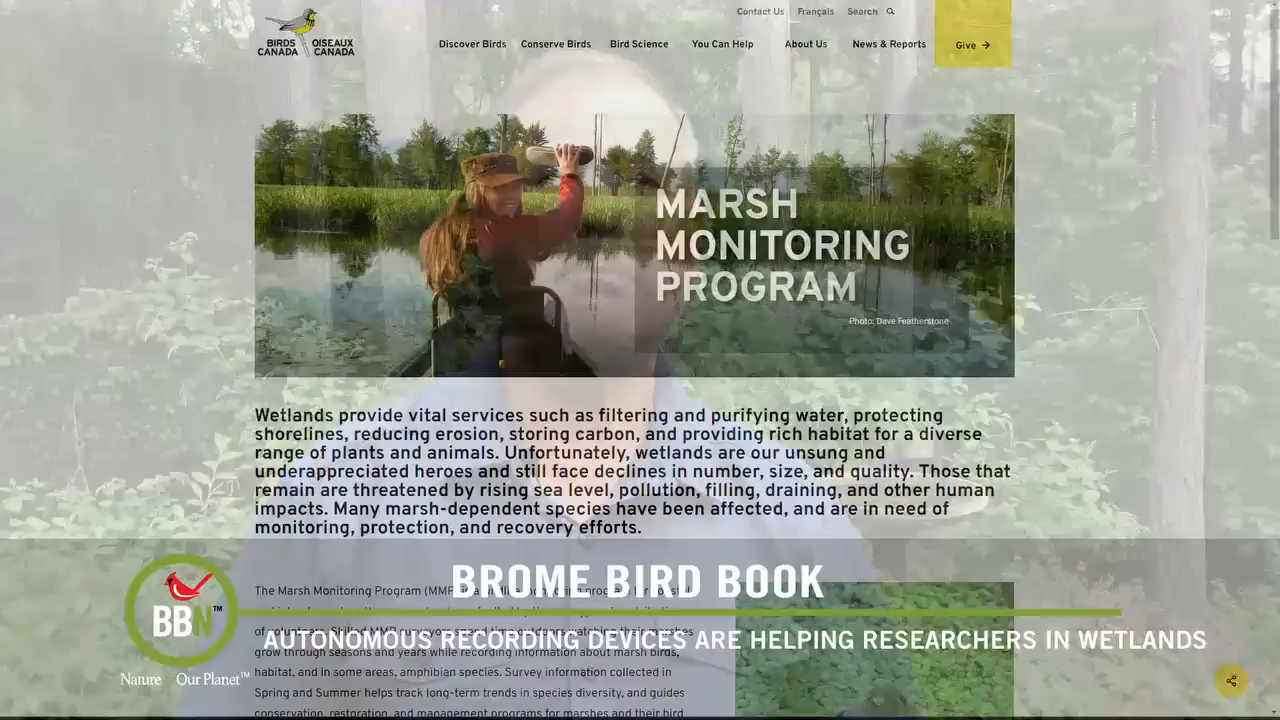 Contact Us Français Search
BIRDS CANADA OISEAUX CANADA
Discover Birds Conserve Birds Bird Science You Can Help About Us News & Reports Give
MARSH
MONITORING
PROGRAM
Photo: Dave Featherstone
Wetlands provide vital services such as filtering and purifying water, protecting
shorelines, reducing erosion, storing carbon, and providing rich habitat for a diverse
range of plants and animals. Unfortunately, wetlands are our unsung and
underappreciated heroes and still face declines in number, size, and quality. Those that
remain are threatened by rising sea level, pollution, filling, draining, and other human
impacts. Many marsh-dependent species have been affected, and are in need of
monitoring, protection, and recovery efforts.
The Marsh Monitoring Program (MMP)
BROME BIRD BOOK
BBN™
AUTONOMOUS RECORDING DEVICES ARE HELPING RESEARCHERS IN WETLANDS
grow through seasons and years while recording information about marsh birds,
habitat, and in some areas, amphibian species. Survey information collected in
Nature Our Planet™
Spring and Summer helps track long-term trends in species diversity, and guides
conservation, restoration, and management programs for marshes and their bird